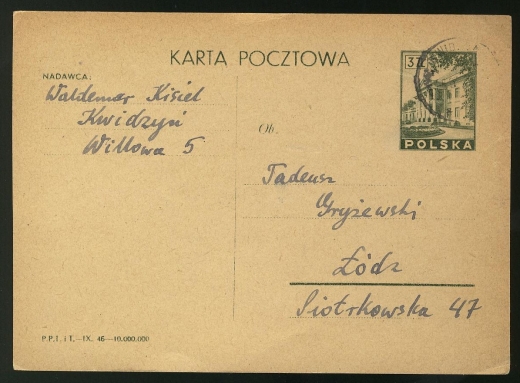 KARTA POCZTOWA
NADAWCA:
Waldemar Kisiel
Kwidzyń
Willowa 5
3 ZŁ
POLSKA
Ob.
Tadeusz
Gryżewski
Łódz
Piotrkowska 47
P.P.T. i T.-IX. 46-10.000.000